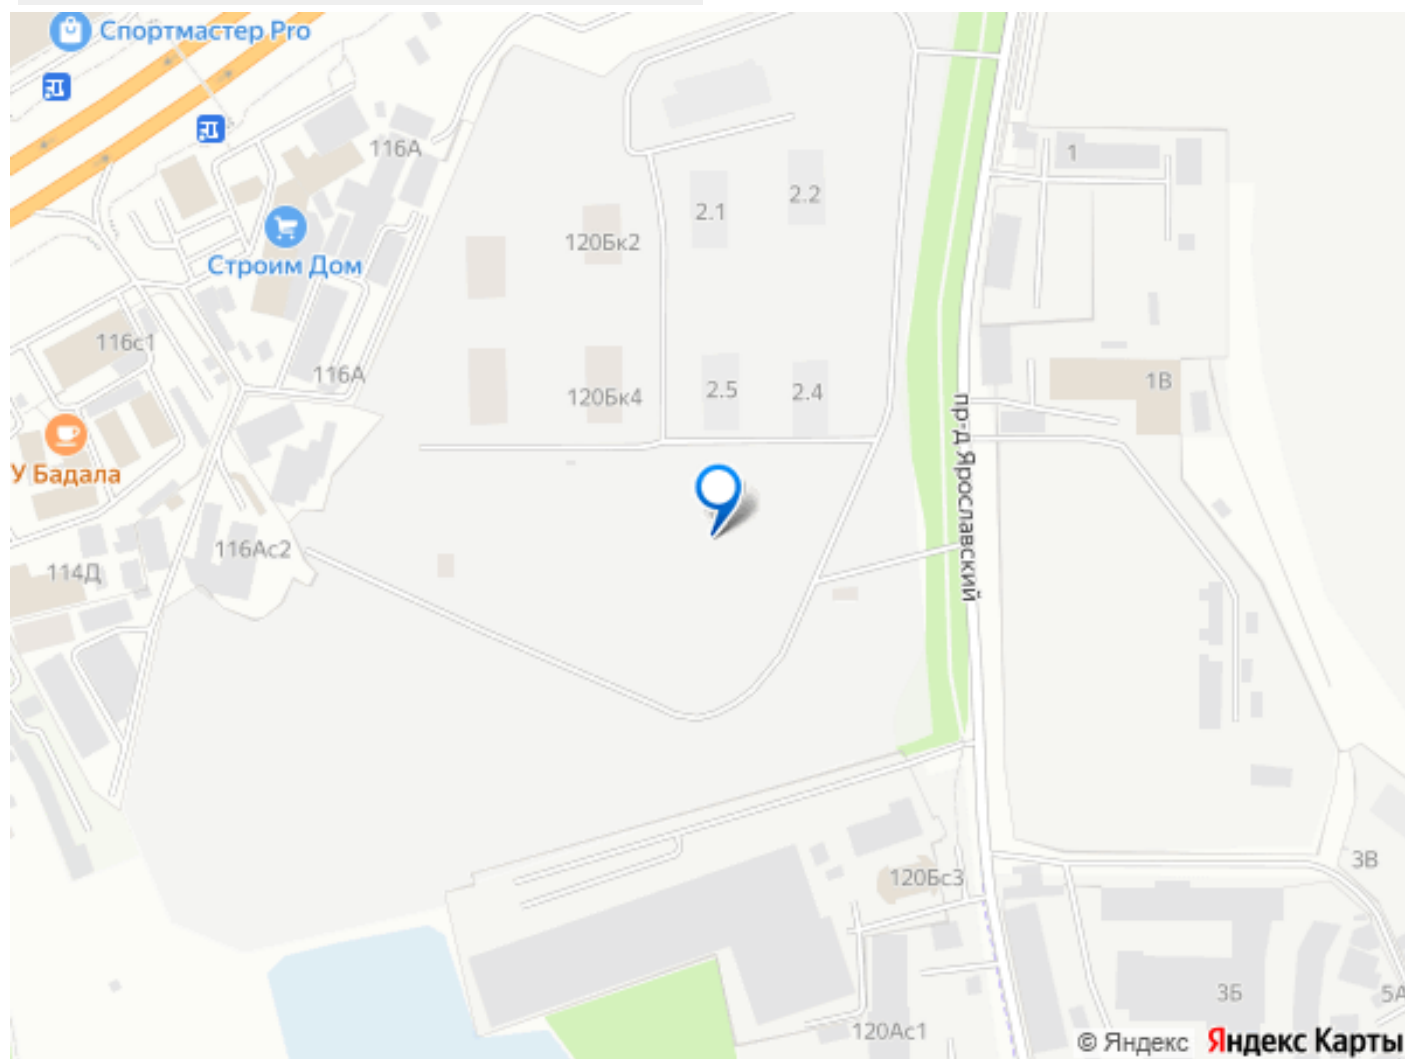 Спортмастер Pro
116А
1
2.2
2.1
120Бк2
Строим Дом
116с1
116А
1В
120Бк4
2.5
2.4
пр-д Ярославский
У Бадала
116Ас2
114Д
120Бс3
3В
3Б
5А
120Ас1
© Яндекс Яндекс Карты